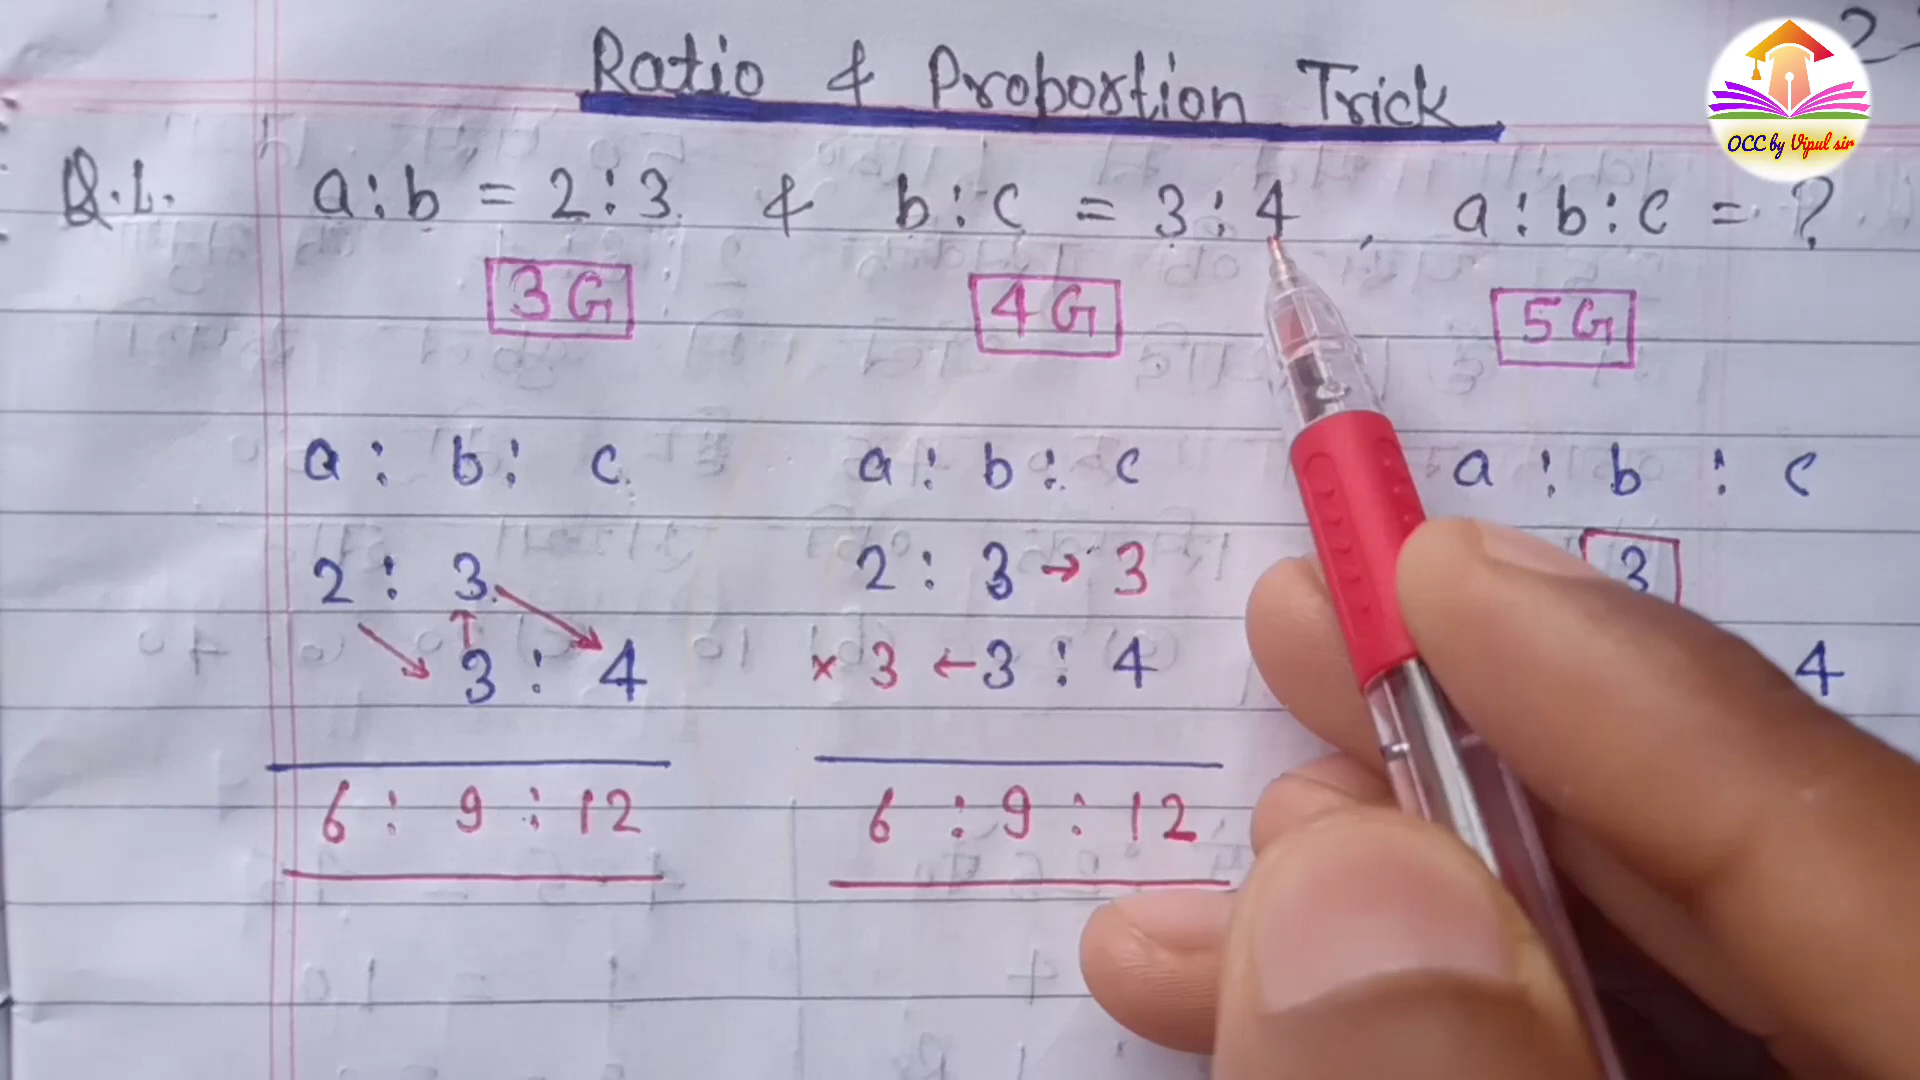 Ratio & Probortion Trick
OCC by Vipul sir
Q.1. a:b = 2:3 & b:c = 3:4, a:b:c = ?
3G 4G 5G
a : b : c a : b : c a : b : c
2 : 3 2 : 3 → 3 3
3 : 4 × 3 ← 3 : 4 4
6 : 9 : 12 6 : 9 : 12